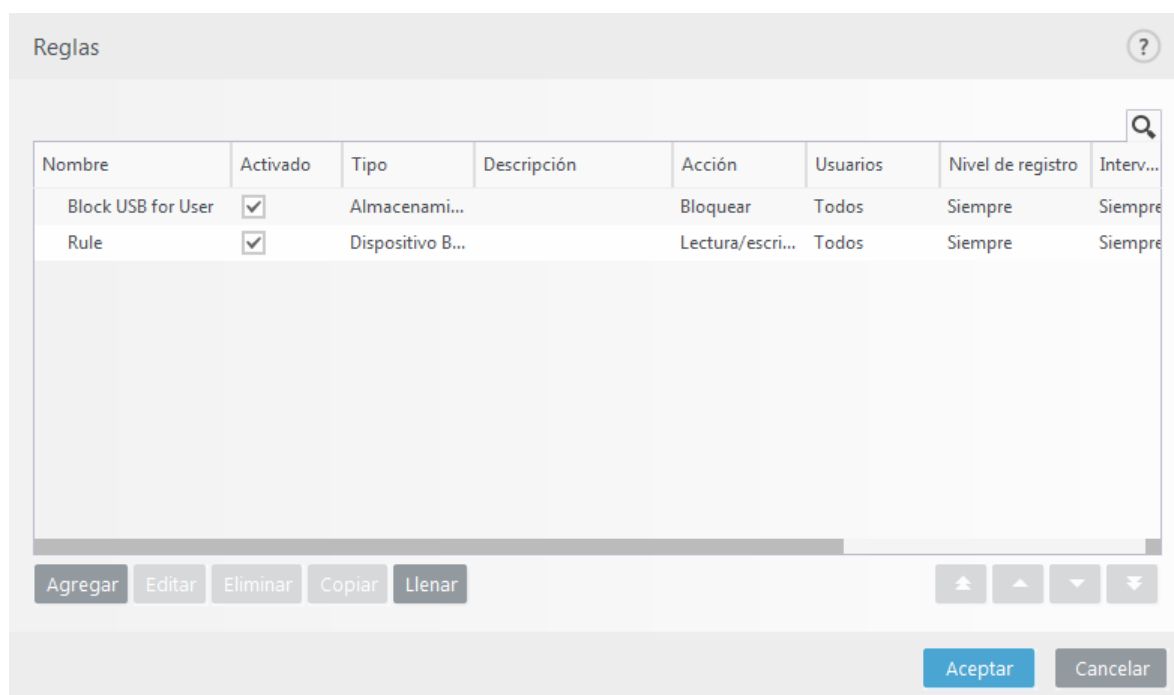 Reglas ?
Nombre Activado Tipo Descripción Acción Usuarios Nivel de registro Interv...
Block USB for User Almacenami... Bloquear Todos Siempre Siempre
Rule Dispositivo B... Lectura/escri... Todos Siempre Siempre
Agregar Editar Eliminar Copiar Llenar
Aceptar Cancelar